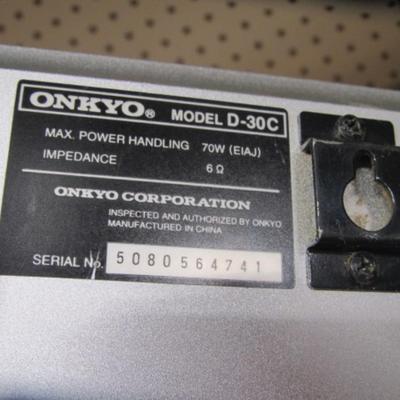 ONKYO® MODEL D-30C
MAX. POWER HANDLING 70W (EIAJ)
IMPEDANCE 6 Ω
ONKYO CORPORATION
INSPECTED AND AUTHORIZED BY ONKYO
MANUFACTURED IN CHINA
SERIAL No. 5080564741